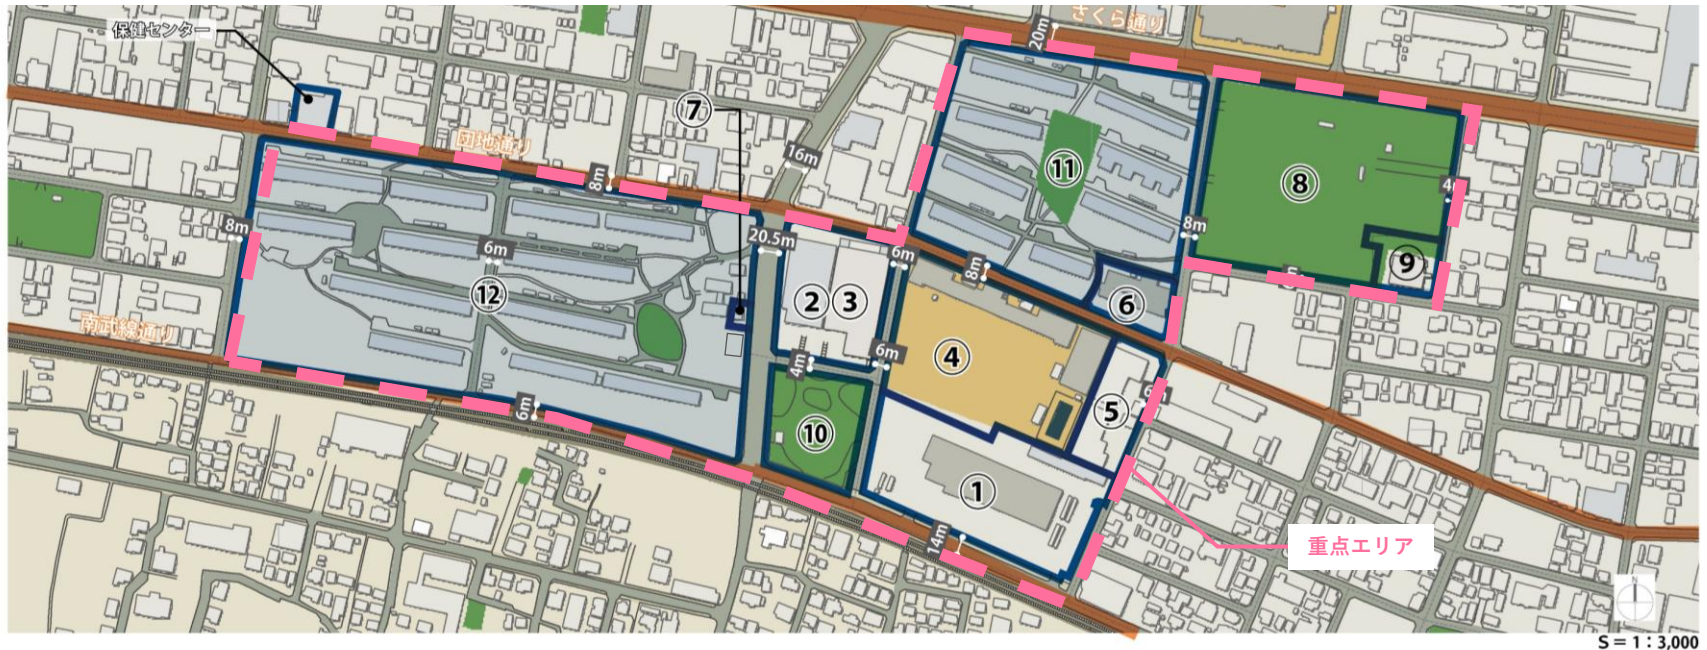 さくら通り
20m
保健センター
⑦
団地通り
16m
8m
⑪
⑧
8m
8m
20.5m
6m
6m
8m
⑨
②
③
⑥
⑫
南武線通り
4m
6m
④
6m
⑤
⑩
①
14m
重点エリア
N
S = 1：3,000